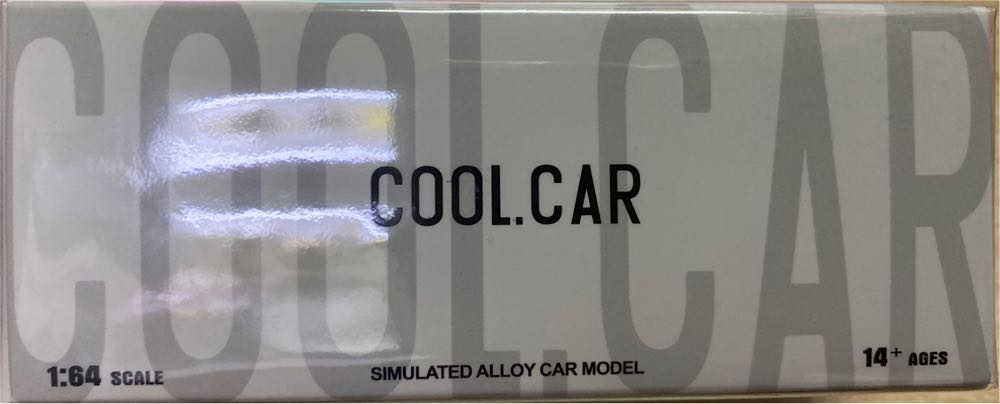 COOL.CAR
COOL.CAR
1:64 SCALE
SIMULATED ALLOY CAR MODEL
14+ AGES